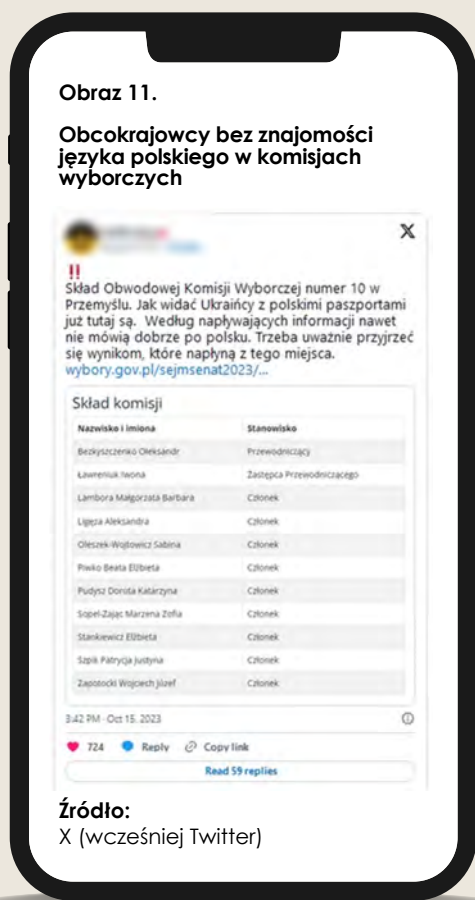 Obraz 11.
Obcokrajowcy bez znajomości
języka polskiego w komisjach
wyborczych
X
‼
Skład Obwodowej Komisji Wyborczej numer 10 w
Przemyślu. Jak widać Ukraińcy z polskimi paszportami
już tutaj są. Według napływających informacji nawet
nie mówią dobrze po polsku. Trzeba uważnie przyjrzeć
się wynikom, które napłyną z tego miejsca.
wybory.gov.pl/sejmsenat2023/...
Skład komisji
Nazwisko i imiona Stanowisko
Bezkyszczenko Oleksandr Przewodniczący
Ławreniuk Iwona Zastępca Przewodniczącego
Lambora Małgorzata Barbara Członek
Ligęza Aleksandra Członek
Oleszek-Wojtowicz Sabina Członek
Piwko Beata Elżbieta Członek
Pudysz Dorota Katarzyna Członek
Sopel-Zając Marzena Zofia Członek
Stankiewicz Elżbieta Członek
Szpik Patrycja Justyna Członek
Zapotocki Wojciech Józef Członek
3:42 PM · Oct 15, 2023
724 Reply Copy link
Read 59 replies
Źródło:
X (wcześniej Twitter)